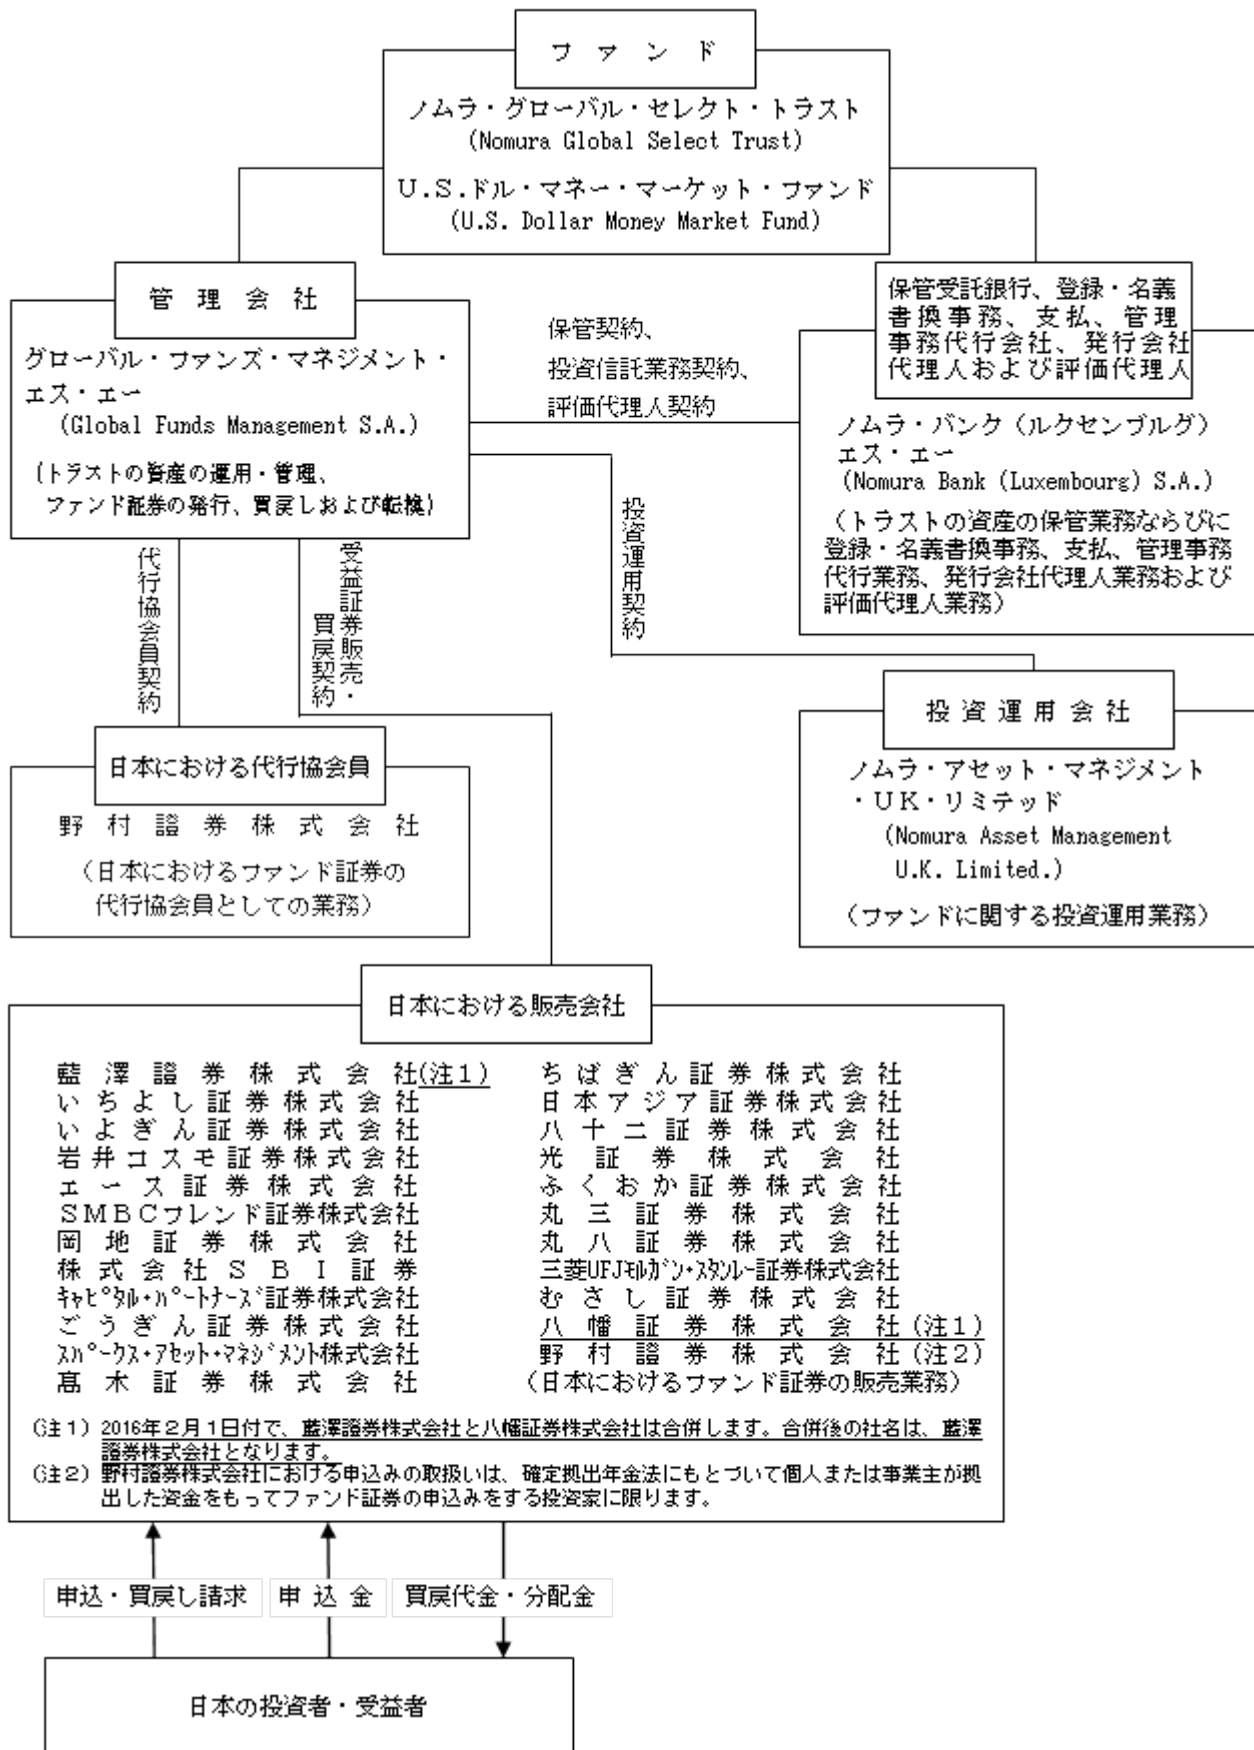 ファンド
ノムラ・グローバル・セレクト・トラスト
(Nomura Global Select Trust)
U.S.ドル・マネー・マーケット・ファンド
(U.S. Dollar Money Market Fund)
管理会社
グローバル・ファンズ・マネジメント・
エス・エー
(Global Funds Management S.A.)
(トラストの資産の運用・管理、
ファンド証券の発行、買戻しおよび転換)
保管契約、
投資信託業務契約、
評価代理人契約
保管受託銀行、登録・名義
書換事務、支払、管理
事務代行会社、発行会社
代理人および評価代理人
ノムラ・バンク(ルクセンブルグ)
エス・エー
(Nomura Bank (Luxembourg) S.A.)
(トラストの資産の保管業務ならびに
登録・名義書換事務、支払、管理事務
代行業務、発行会社代理人業務および
評価代理人業務)
代行協会員契約
受益証券販売・
買戻契約
投資運用契約
投資運用会社
ノムラ・アセット・マネジメント
・UK・リミテッド
(Nomura Asset Management
U.K. Limited.)
(ファンドに関する投資運用業務)
日本における代行協会員
野村證券株式会社
(日本におけるファンド証券の
代行協会員としての業務)
日本における販売会社
藍澤證券株式会社(注1)
いちよし証券株式会社
いよぎん証券株式会社
岩井コスモ証券株式会社
エース証券株式会社
SMBCフレンド証券株式会社
岡地証券株式会社
株式会社SBI証券
ｷｬﾋﾟﾀﾙ・ﾊﾟｰﾄﾅｰｽﾞ証券株式会社
ごうぎん証券株式会社
ｽﾊﾟｰｸｽ・ｱｾｯﾄ・ﾏﾈｼﾞﾒﾝﾄ株式会社
髙木証券株式会社
ちばぎん証券株式会社
日本アジア証券株式会社
八十二証券株式会社
光証券株式会社
ふくおか証券株式会社
丸三証券株式会社
丸八証券株式会社
三菱UFJﾓﾙｶﾞﾝ・ｽﾀﾝﾚｰ証券株式会社
むさし証券株式会社
八幡証券株式会社(注1)
野村證券株式会社(注2)
(日本におけるファンド証券の販売業務)
(注1) 2016年2月1日付で、藍澤證券株式会社と八幡証券株式会社は合併します。合併後の社名は、藍澤
證券株式会社となります。
(注2) 野村證券株式会社における申込みの取扱いは、確定拠出年金法にもとづいて個人または事業主が拠
出した資金をもってファンド証券の申込みをする投資家に限ります。
申込・買戻し請求
申込金
買戻代金・分配金
日本の投資者・受益者